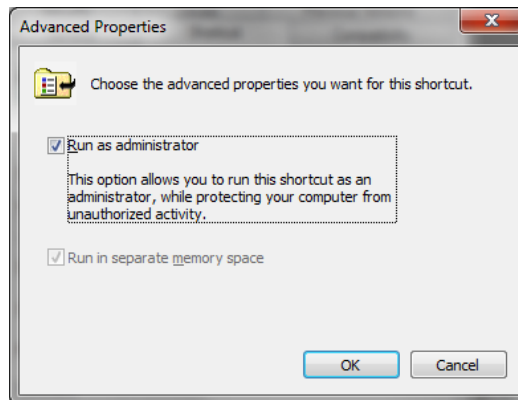 Advanced Properties
Choose the advanced properties you want for this shortcut.
Run as administrator
This option allows you to run this shortcut as an
administrator, while protecting your computer from
unauthorized activity.
Run in separate memory space
OK
Cancel